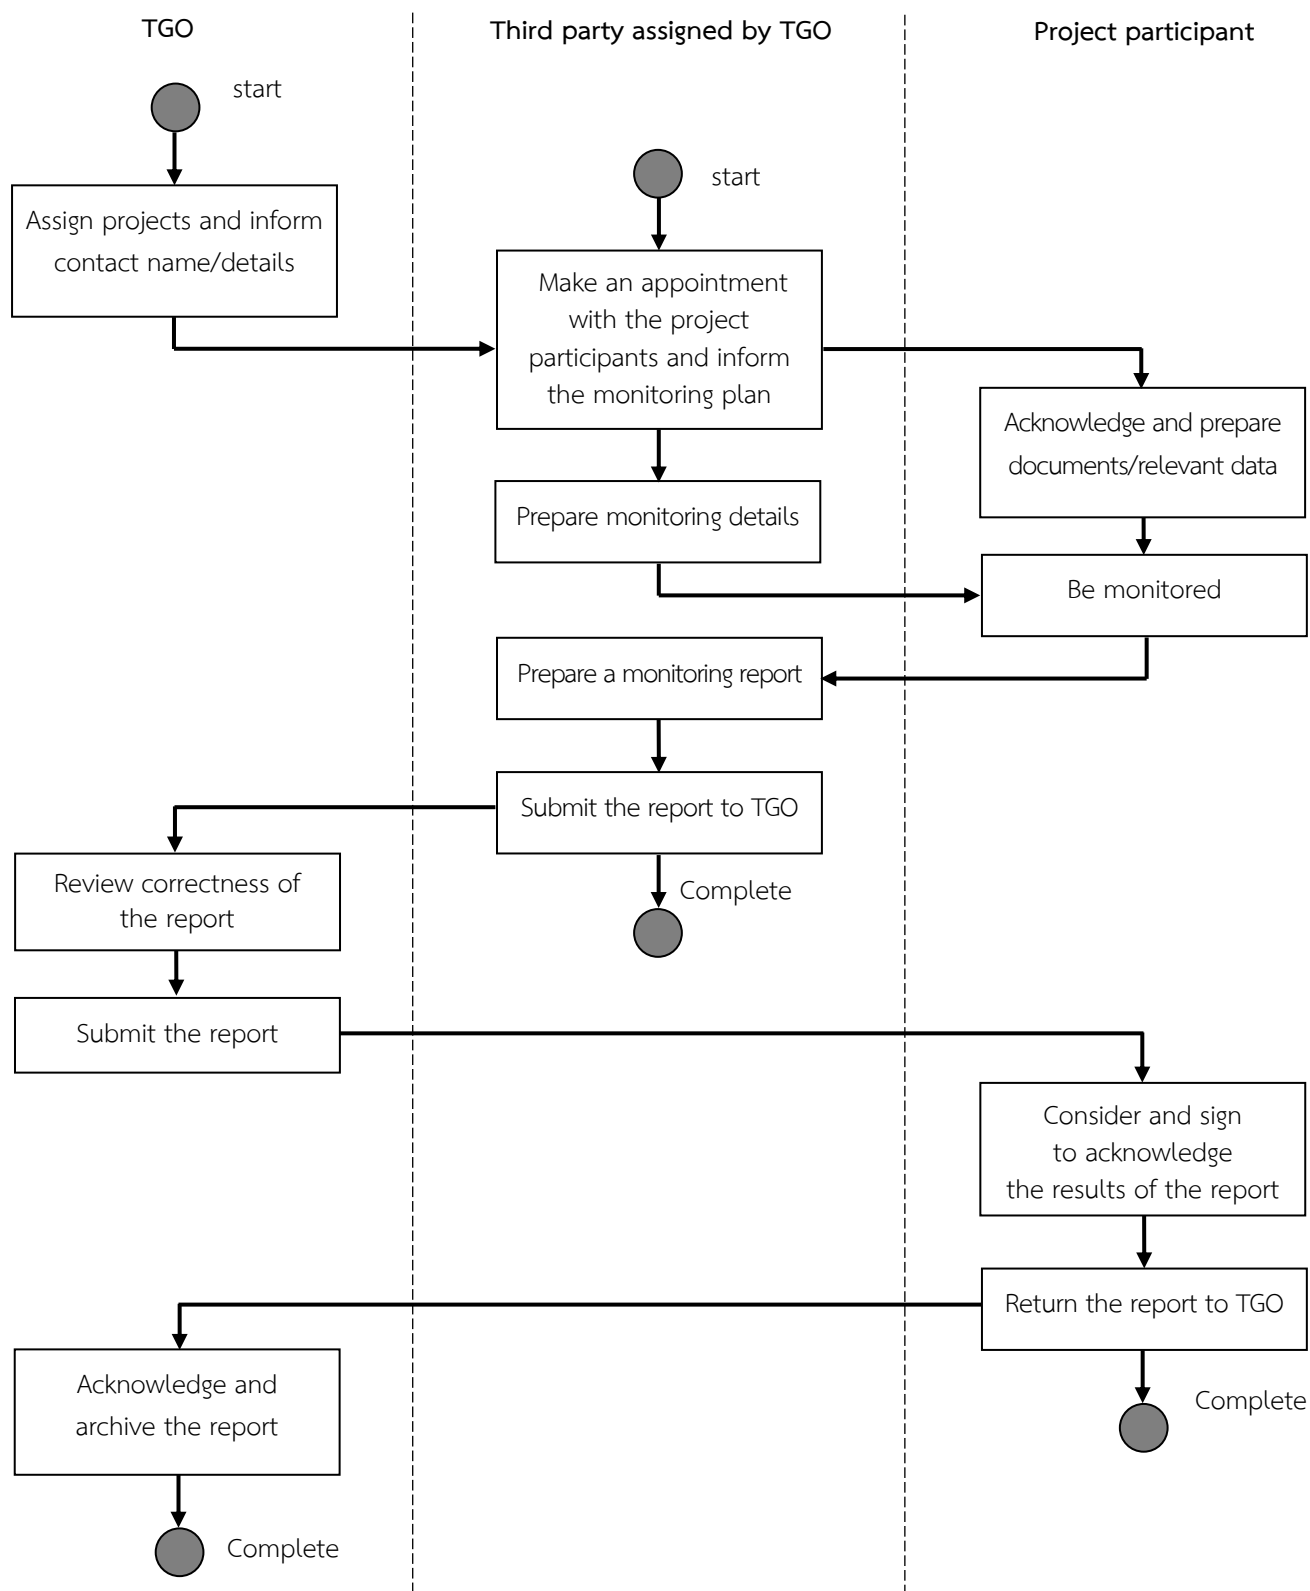 TGO
Third party assigned by TGO
Project participant
start
start
Assign projects and inform
contact name/details
Make an appointment
with the project
participants and inform
the monitoring plan
Acknowledge and prepare
documents/relevant data
Prepare monitoring details
Be monitored
Prepare a monitoring report
Submit the report to TGO
Review correctness of
the report
Complete
Submit the report
Consider and sign
to acknowledge
the results of the report
Return the report to TGO
Acknowledge and
archive the report
Complete
Complete